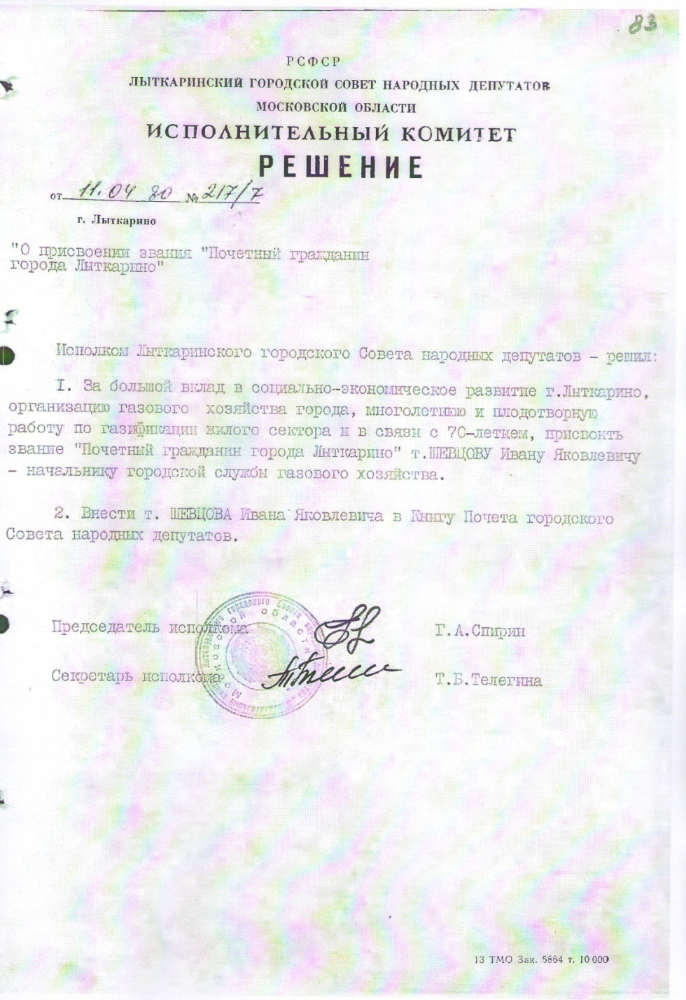 83
РСФСР
ЛЫТКАРИНСКИЙ ГОРОДСКОЙ СОВЕТ НАРОДНЫХ ДЕПУТАТОВ
МОСКОВСКОЙ ОБЛАСТИ
ИСПОЛНИТЕЛЬНЫЙ КОМИТЕТ
РЕШЕНИЕ
от 11.04 90 № 217/7
г. Лыткарино
"О присвоении звания "Почетный гражданин
города Лыткарино"
Исполком Лыткаринского городского Совета народных депутатов - решил:
1. За большой вклад в социально-экономическое развитие г.Лыткарино,
организацию газового хозяйства города, многолетнюю и плодотворную
работу по газификации жилого сектора и в связи с 70-летием, присвоить
звание "Почетный гражданин города Лыткарино" т.ШЕВЦОВУ Ивану Яковлевичу
- начальнику городской службы газового хозяйства.
2. Внести т. ШЕВЦОВА Ивана Яковлевича в Книгу Почета городского
Совета народных депутатов.
Председатель исполкома Г.А.Спирин
Секретарь исполкома Т.Б.Телегина
городского Совета
Московской области
13 ТМО Зак. 5864 т. 10 000